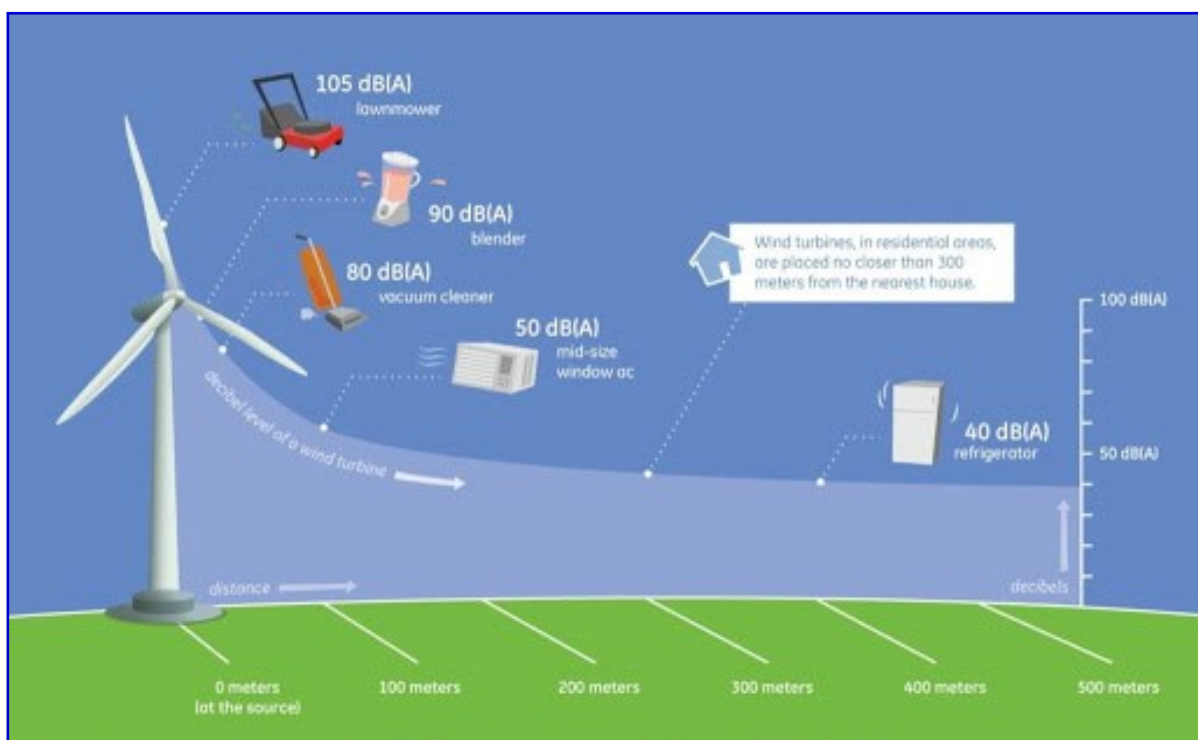 105 dB(A)
lawnmower
90 dB(A)
blender
80 dB(A)
vacuum cleaner
50 dB(A)
mid-size
window ac
Wind turbines, in residential areas,
are placed no closer than 300
meters from the nearest house.
100 dB(A)
40 dB(A)
refrigerator
50 dB(A)
decibel level of a wind turbine
distance
decibels
0 meters
(at the source)
100 meters
200 meters
300 meters
400 meters
500 meters